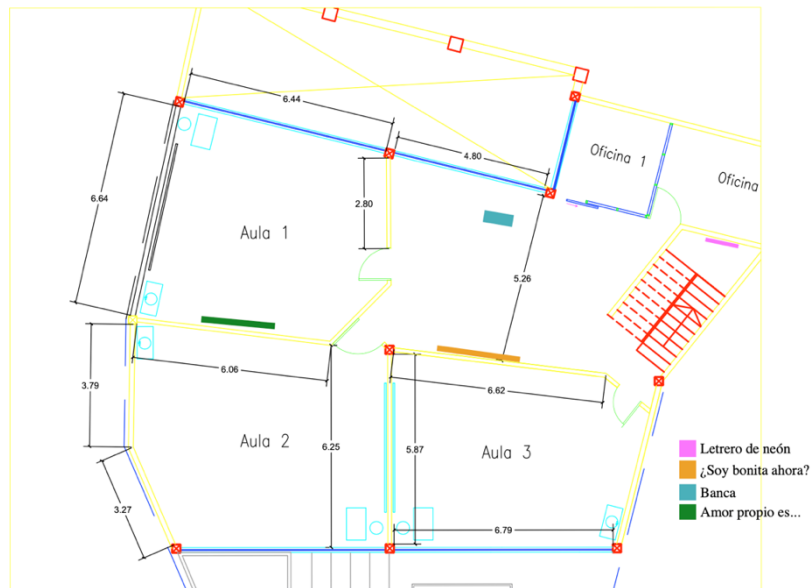 6.44
4.80
Oficina 1
Oficina
6.64
2.80
Aula 1
5.26
3.79
6.06
6.62
6.25
5.87
Aula 2
Aula 3
3.27
6.79
Letrero de neón
¿Soy bonita ahora?
Banca
Amor propio es...